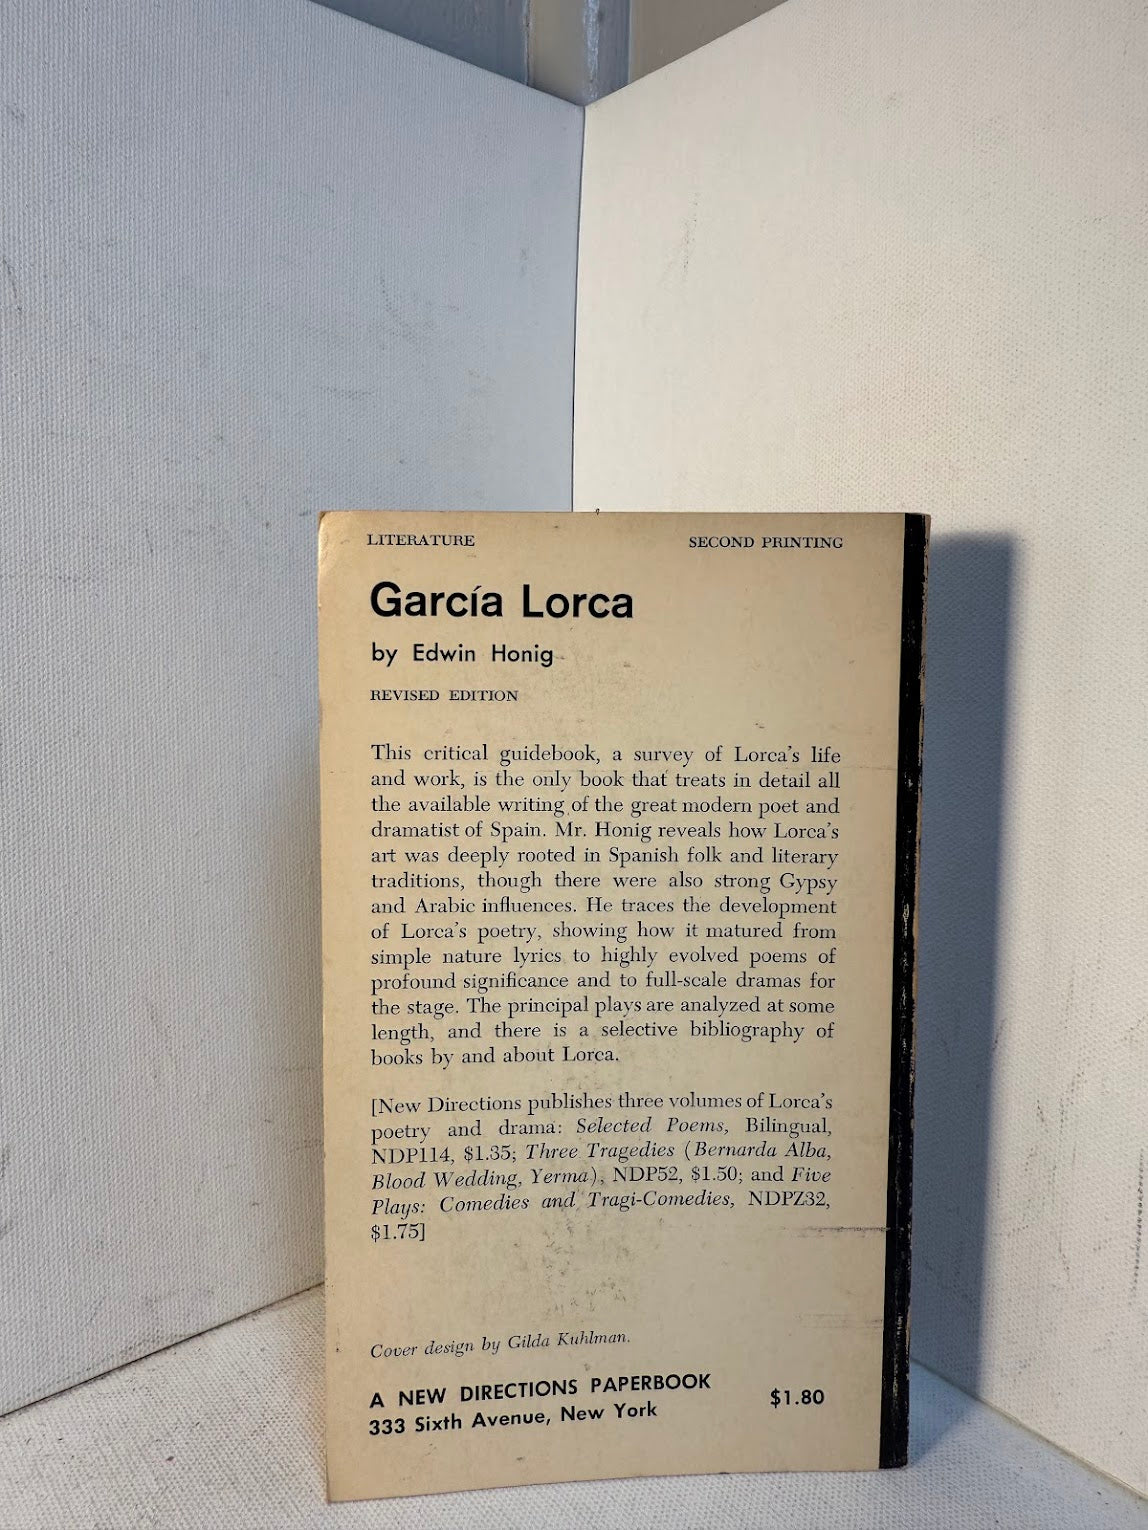 LITERATURE SECOND PRINTING
García Lorca
by Edwin Honig
REVISED EDITION
This critical guidebook, a survey of Lorca's life
and work, is the only book that treats in detail all
the available writing of the great modern poet and
dramatist of Spain. Mr. Honig reveals how Lorca's
art was deeply rooted in Spanish folk and literary
traditions, though there were also strong Gypsy
and Arabic influences. He traces the development
of Lorca's poetry, showing how it matured from
simple nature lyrics to highly evolved poems of
profound significance and to full-scale dramas for
the stage. The principal plays are analyzed at some
length, and there is a selective bibliography of
books by and about Lorca.
[New Directions publishes three volumes of Lorca's
poetry and drama: Selected Poems, Bilingual,
NDP114, $1.35; Three Tragedies (Bernarda Alba,
Blood Wedding, Yerma), NDP52, $1.50; and Five
Plays: Comedies and Tragi-Comedies, NDPZ32,
$1.75]
Cover design by Gilda Kuhlman.
A NEW DIRECTIONS PAPERBOOK
333 Sixth Avenue, New York $1.80